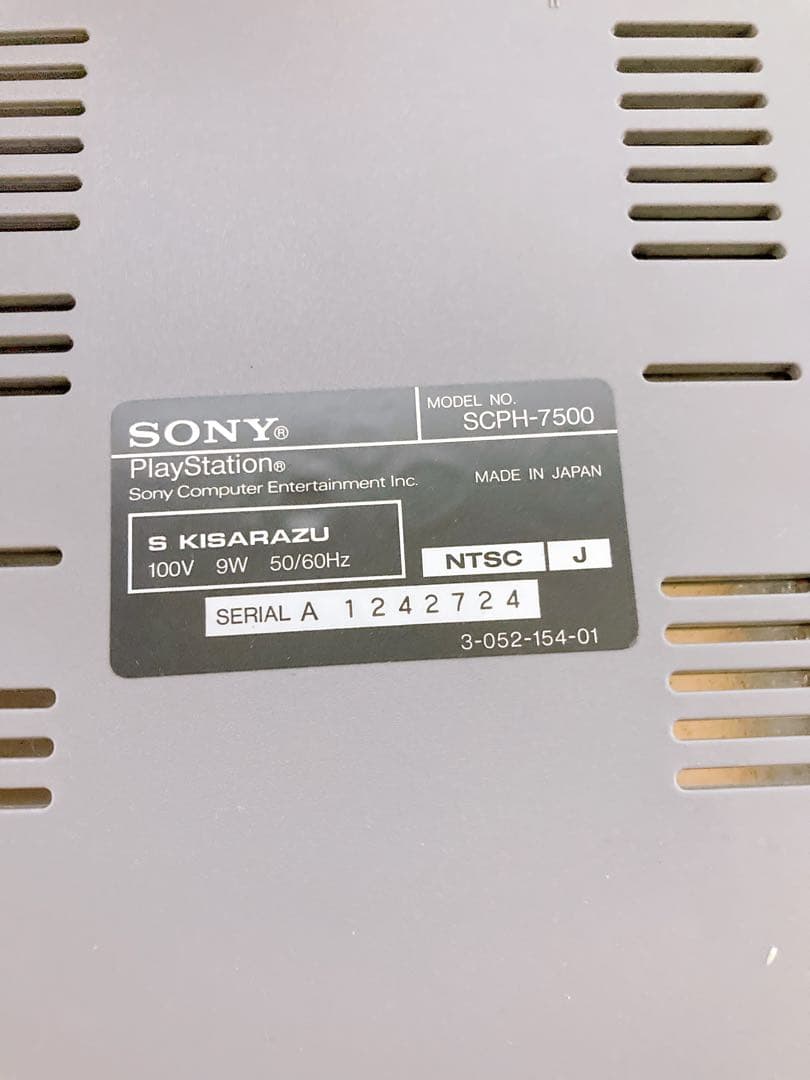 SONY®
MODEL NO.
SCPH-7500
PlayStation®
Sony Computer Entertainment Inc.
MADE IN JAPAN
S KISARAZU
100V 9W 50/60Hz
NTSC J
SERIAL A 1242724
3-052-154-01